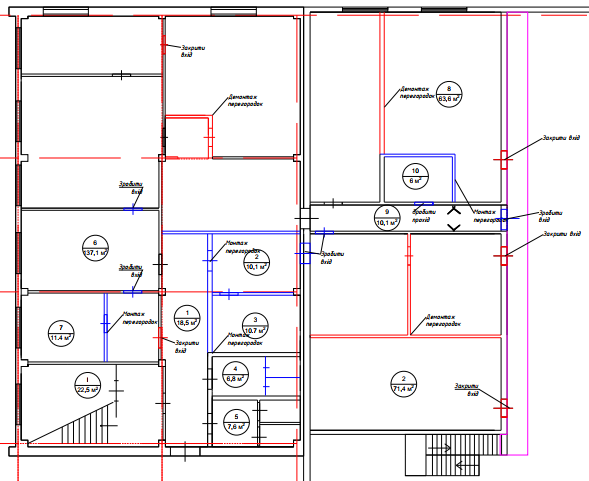 Закрити
вхід
Демонтаж
перегородок
Демонтаж
перегородок
8
63,6 м²
Закрити вхід
10
6 м²
Зробити
вхід
9
10,1 м²
Зробити
прохід
Монтаж
перегородок
Зробити
вхід
Закрити вхід
6
137,1 м²
Монтаж
перегородок
2
10,1 м²
Зробити
вхід
Зробити
вхід
7
11,4 м²
Монтаж
перегородок
1
18,5 м²
3
10.7 м²
Монтаж
перегородок
Закрити
вхід
Демонтаж
перегородок
I
22,5 м²
4
6,8 м²
2
71,4 м²
Закрити
вхід
5
7,6 м²